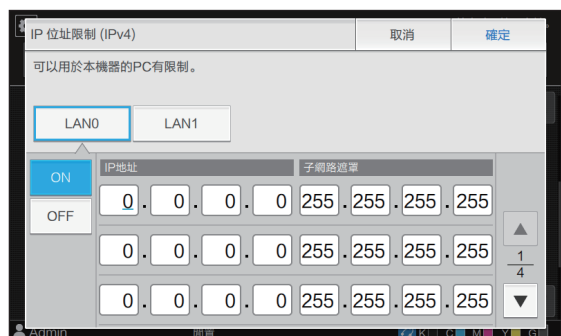 IP 位址限制 (IPv4) 取消 確定
可以用於本機器的PC有限制。
LAN0 LAN1
ON
OFF
IP地址 子網路遮罩
0. 0. 0. 0 255.255.255.255
0. 0. 0. 0 255.255.255.255
0. 0. 0. 0 255.255.255.255
1
4
Admin 閒置 K C M Y G